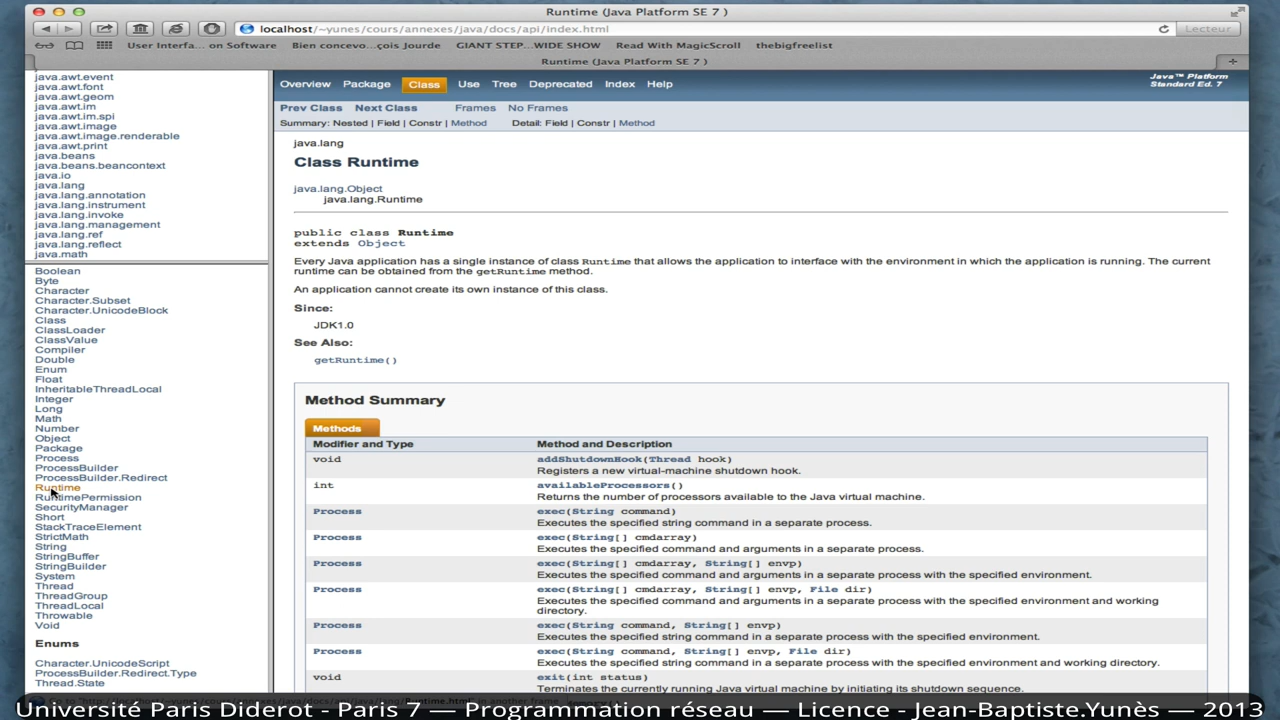 Runtime (Java Platform SE 7 )
localhost/~yunes/cours/annexes/java/docs/api/index.html
Lecteur
User Interfa... on Software
Bien concevo...çois Jourde
GIANT STEP...WIDE SHOW
Read With MagicScroll
thebigfreelist
Runtime (Java Platform SE 7 )
java.awt.event
java.awt.font
java.awt.geom
java.awt.im
java.awt.im.spi
java.awt.image
java.awt.image.renderable
java.awt.print
java.beans
java.beans.beancontext
java.io
java.lang
java.lang.annotation
java.lang.instrument
java.lang.invoke
java.lang.management
java.lang.ref
java.lang.reflect
java.math
Boolean
Byte
Character
Character.Subset
Character.UnicodeBlock
Class
ClassLoader
ClassValue
Compiler
Double
Enum
Float
InheritableThreadLocal
Integer
Long
Math
Number
Object
Package
Process
ProcessBuilder
ProcessBuilder.Redirect
Runtime
RuntimePermission
SecurityManager
Short
StackTraceElement
StrictMath
String
StringBuffer
StringBuilder
System
Thread
ThreadGroup
ThreadLocal
Throwable
Void
Enums
Character.UnicodeScript
ProcessBuilder.Redirect.Type
Thread.State
Overview Package Class Use Tree Deprecated Index Help
Java™ Platform
Standard Ed. 7
Prev Class Next Class Frames No Frames
Summary: Nested | Field | Constr | Method Detail: Field | Constr | Method
java.lang
Class Runtime
java.lang.Object
java.lang.Runtime
public class Runtime
extends Object
Every Java application has a single instance of class Runtime that allows the application to interface with the environment in which the application is running. The current
runtime can be obtained from the getRuntime method.
An application cannot create its own instance of this class.
Since:
JDK1.0
See Also:
getRuntime()
Method Summary
Methods
Modifier and Type Method and Description
void addShutdownHook(Thread hook)
Registers a new virtual-machine shutdown hook.
int availableProcessors()
Returns the number of processors available to the Java virtual machine.
Process exec(String command)
Executes the specified string command in a separate process.
Process exec(String[] cmdarray)
Executes the specified command and arguments in a separate process.
Process exec(String[] cmdarray, String[] envp)
Executes the specified command and arguments in a separate process with the specified environment.
Process exec(String[] cmdarray, String[] envp, File dir)
Executes the specified command and arguments in a separate process with the specified environment and working
directory.
Process exec(String command, String[] envp)
Executes the specified string command in a separate process with the specified environment.
Process exec(String command, String[] envp, File dir)
Executes the specified string command in a separate process with the specified environment and working directory.
void exit(int status)
Terminates the currently running Java virtual machine by initiating its shutdown sequence.
Université Paris Diderot - Paris 7 — Programmation réseau — Licence - Jean-Baptiste.Yunès — 2013